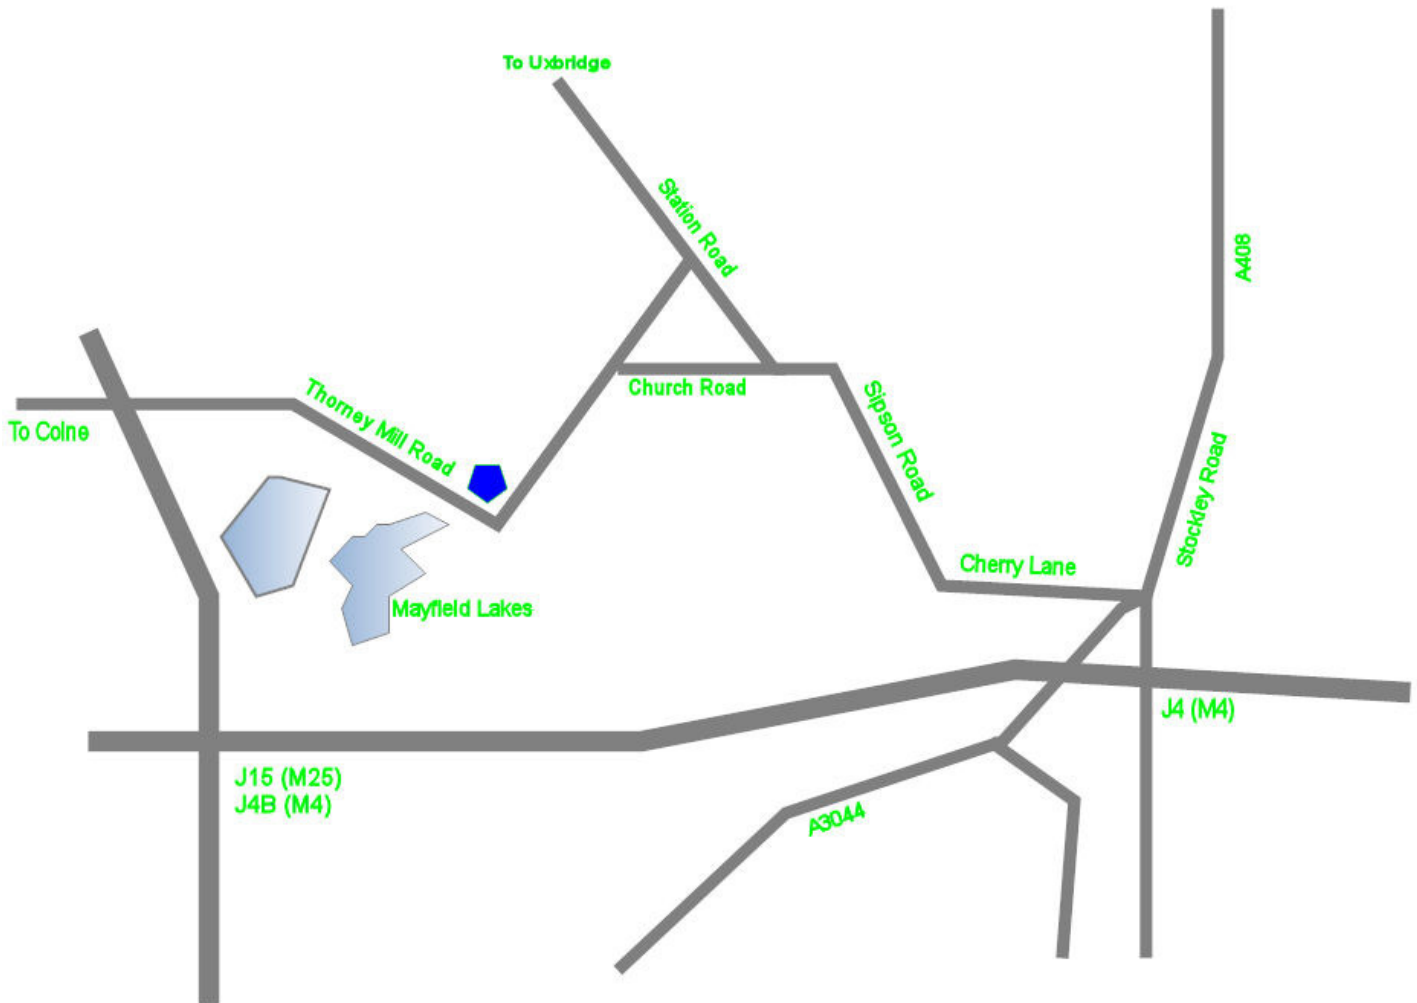 To Uxbridge
Station Road
A408
To Colne
Thorney Mill Road
Church Road
Sipson Road
Stockley Road
Cherry Lane
Mayfield Lakes
J4 (M4)
J15 (M25)
J4B (M4)
A3044